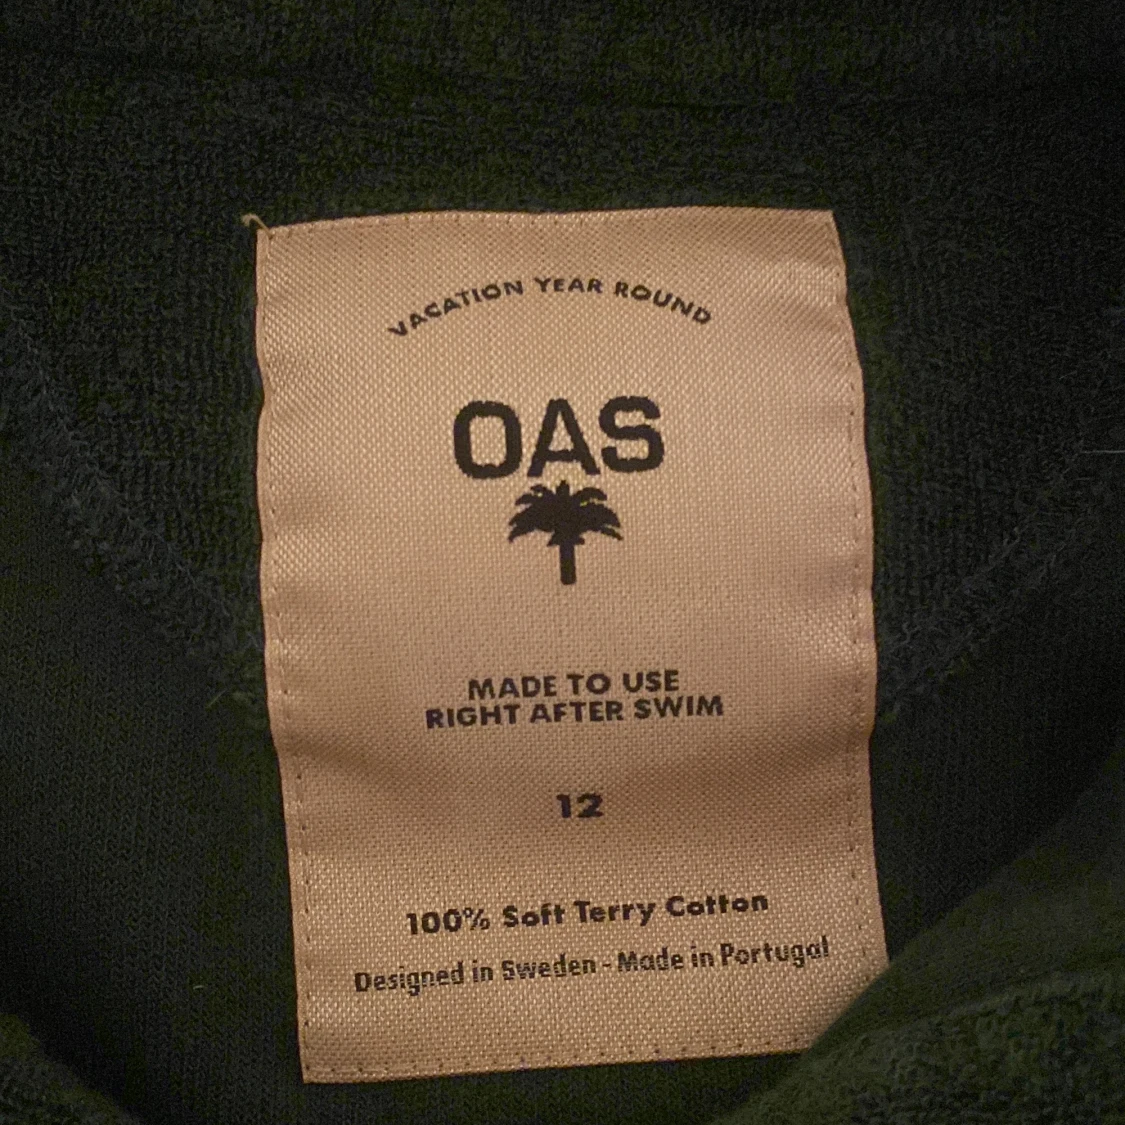 VACATION YEAR ROUND
OAS
MADE TO USE
RIGHT AFTER SWIM
12
100% Soft Terry Cotton
Designed in Sweden - Made in Portugal